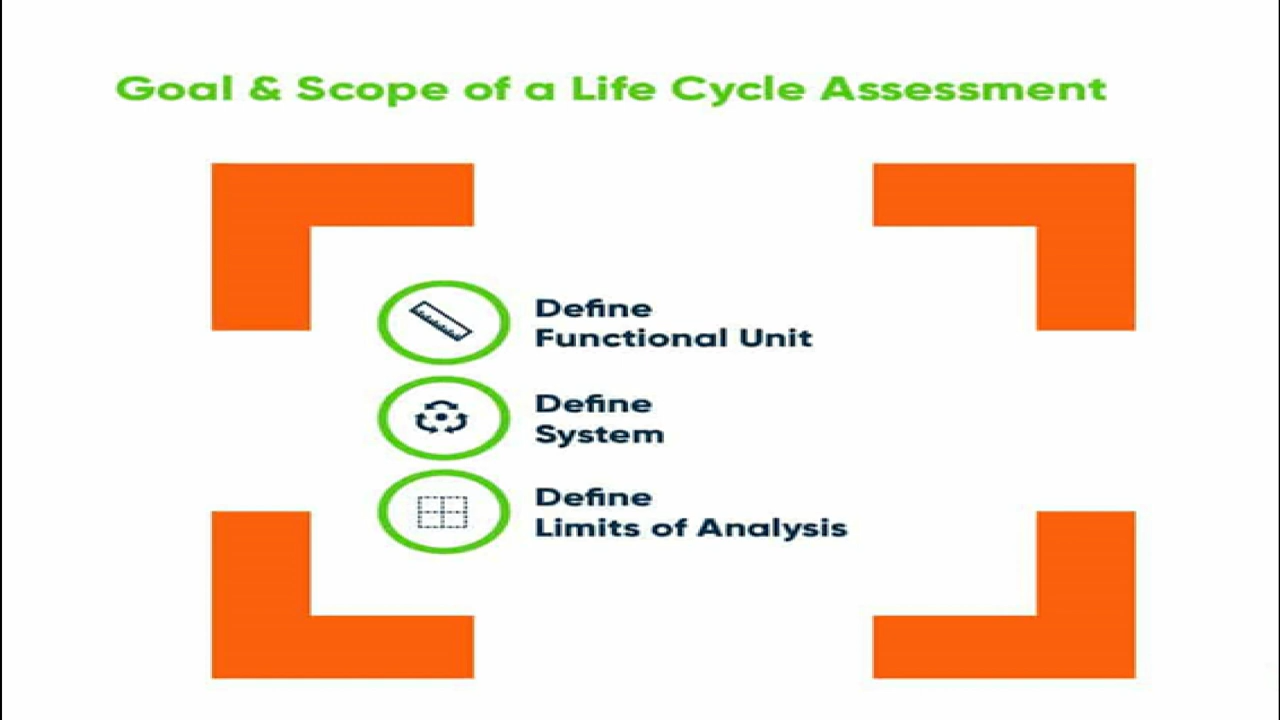 Goal & Scope of a Life Cycle Assessment
Define
Functional Unit
Define
System
Define
Limits of Analysis